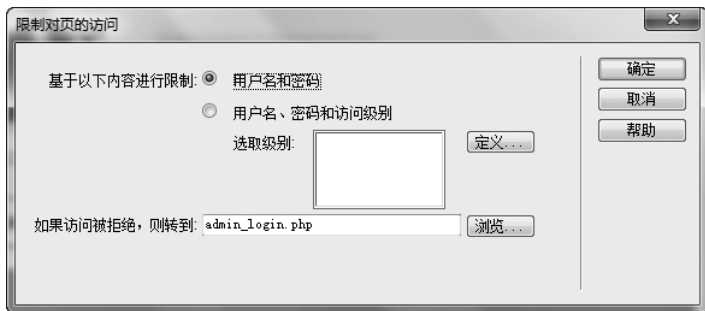 限制对页的访问
基于以下内容进行限制: 用户名和密码
用户名、密码和访问级别
选取级别:
定义...
如果访问被拒绝，则转到: admin_login.php
浏览...
确定
取消
帮助